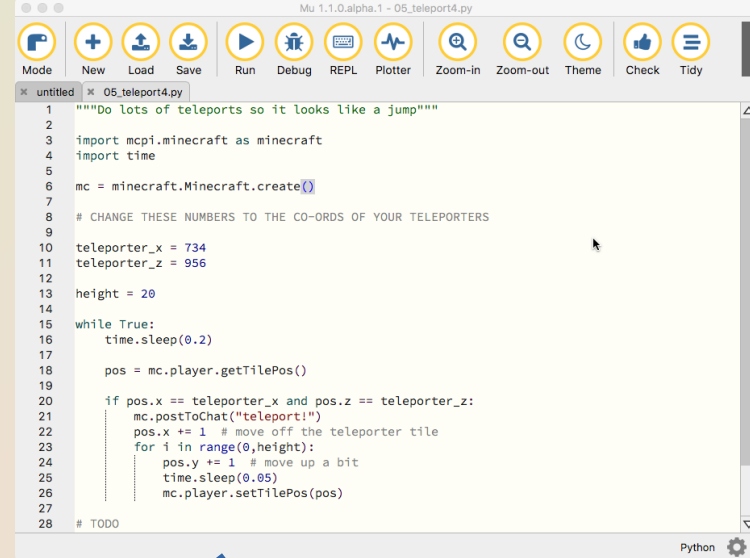 Mu 1.1.0.alpha.1 - 05_teleport4.py
Mode New Load Save Run Debug REPL Plotter Zoom-in Zoom-out Theme Check Tidy
untitled 05_teleport4.py
1 """Do lots of teleports so it looks like a jump"""
2
3 import mcpi.minecraft as minecraft
4 import time
5
6 mc = minecraft.Minecraft.create()
7
8 # CHANGE THESE NUMBERS TO THE CO-ORDS OF YOUR TELEPORTERS
9
10 teleporter_x = 734
11 teleporter_z = 956
12
13 height = 20
14
15 while True:
16     time.sleep(0.2)
17
18     pos = mc.player.getTilePos()
19
20     if pos.x == teleporter_x and pos.z == teleporter_z:
21         mc.postToChat("teleport!")
22         pos.x += 1  # move off the teleporter tile
23         for i in range(0,height):
24             pos.y += 1  # move up a bit
25             time.sleep(0.05)
26             mc.player.setTilePos(pos)
27
28 # TODO
Python